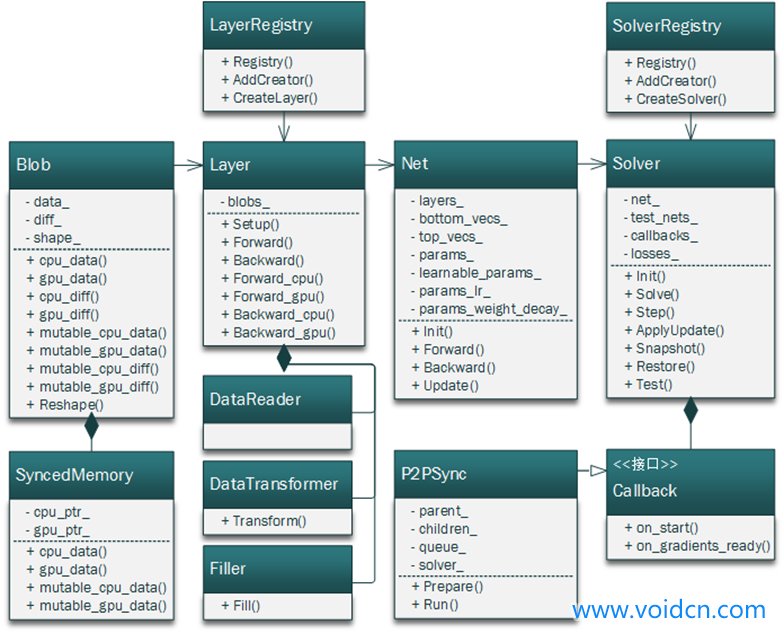 LayerRegistry
+ Registry()
+ AddCreator()
+ CreateLayer()
SolverRegistry
+ Registry()
+ AddCreator()
+ CreateSolver()
Blob
- data_
- diff_
- shape_
+ cpu_data()
+ gpu_data()
+ cpu_diff()
+ gpu_diff()
+ mutable_cpu_data()
+ mutable_gpu_data()
+ mutable_cpu_diff()
+ mutable_gpu_diff()
+ Reshape()
Layer
- blobs_
+ Setup()
+ Forward()
+ Backward()
+ Forward_cpu()
+ Forward_gpu()
+ Backward_cpu()
+ Backward_gpu()
Net
- layers_
- bottom_vecs_
- top_vecs_
- params_
- learnable_params_
- params_lr_
- params_weight_decay_
+ Init()
+ Forward()
+ Backward()
+ Update()
Solver
- net_
- test_nets_
- callbacks_
- losses_
+ Init()
+ Solve()
+ Step()
+ ApplyUpdate()
+ Snapshot()
+ Restore()
+ Test()
SyncedMemory
- cpu_ptr_
- gpu_ptr_
+ cpu_data()
+ gpu_data()
+ mutable_cpu_data()
+ mutable_gpu_data()
DataReader
DataTransformer
+ Transform()
Filler
+ Fill()
P2PSync
- parent_
- children_
- queue_
- solver_
+ Prepare()
+ Run()
<<接口>>
Callback
+ on_start()
+ on_gradients_ready()
www.voidcn.com